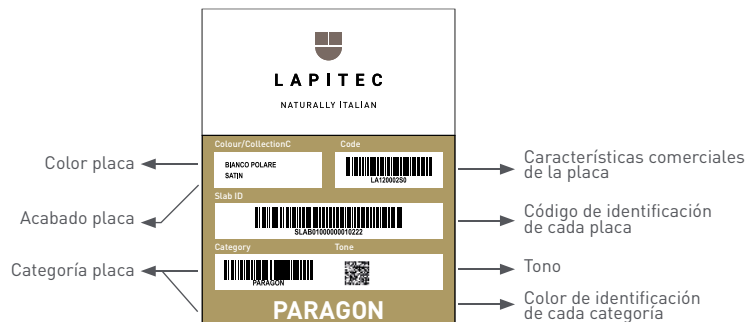 LAPITEC
NATURALLY ITALIAN
Colour/CollectionC
Code
BIANCO POLARE
SATIN
LA120002S0
Slab ID
SLAB01000000010222
Category
Tone
PARAGON
PARAGON
Color placa
Acabado placa
Categoría placa
Características comerciales
de la placa
Código de identificación
de cada placa
Tono
Color de identificación
de cada categoría